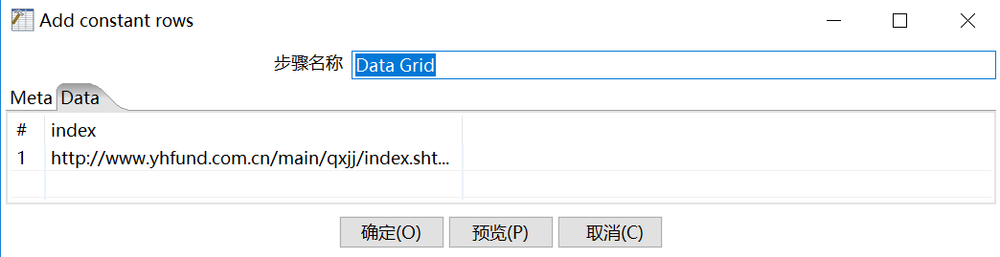 Add constant rows
步骤名称 Data Grid
Meta Data
# index
1 http://www.yhfund.com.cn/main/qxjj/index.sht...
确定(O) 预览(P) 取消(C)